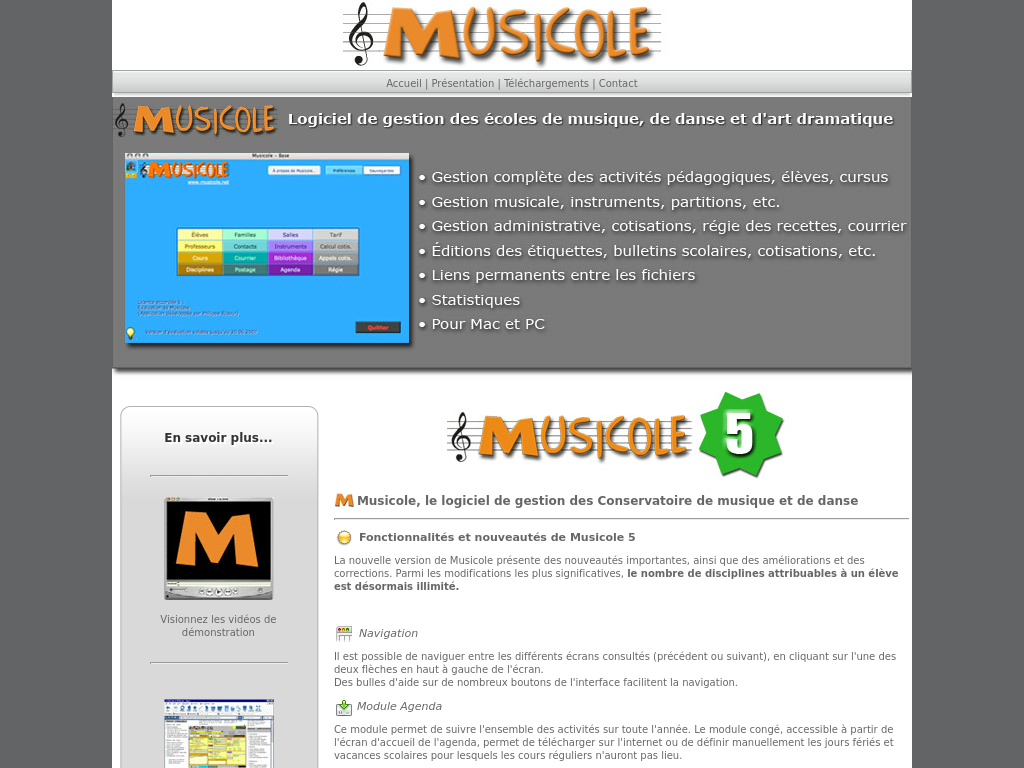 MUSICOLE
Accueil | Présentation | Téléchargements | Contact
MUSICOLE Logiciel de gestion des écoles de musique, de danse et d'art dramatique
Musicole - Base
MUSICOLE
www.musicole.net
A propos de Musicole... Préférences Sauvegardes
Elèves Familles Salles Tarif
Professeurs Contacts Instruments Calcul cotis.
Cours Courrier Bibliothèque Appels cotis.
Disciplines Postage Agenda Régie
Quitter
• Gestion complète des activités pédagogiques, élèves, cursus
• Gestion musicale, instruments, partitions, etc.
• Gestion administrative, cotisations, régie des recettes, courrier
• Éditions des étiquettes, bulletins scolaires, cotisations, etc.
• Liens permanents entre les fichiers
• Statistiques
• Pour Mac et PC
En savoir plus...
M
Visionnez les vidéos de
démonstration
MUSICOLE 5
M Musicole, le logiciel de gestion des Conservatoire de musique et de danse
Fonctionnalités et nouveautés de Musicole 5
La nouvelle version de Musicole présente des nouveautés importantes, ainsi que des améliorations et des
corrections. Parmi les modifications les plus significatives, le nombre de disciplines attribuables à un élève
est désormais illimité.
Navigation
Il est possible de naviguer entre les différents écrans consultés (précédent ou suivant), en cliquant sur l'une des
deux flèches en haut à gauche de l'écran.
Des bulles d'aide sur de nombreux boutons de l'interface facilitent la navigation.
Module Agenda
Ce module permet de suivre l'ensemble des activités sur toute l'année. Le module congé, accessible à partir de
l'écran d'accueil de l'agenda, permet de télécharger sur l'internet ou de définir manuellement les jours fériés et
vacances scolaires pour lesquels les cours réguliers n'auront pas lieu.